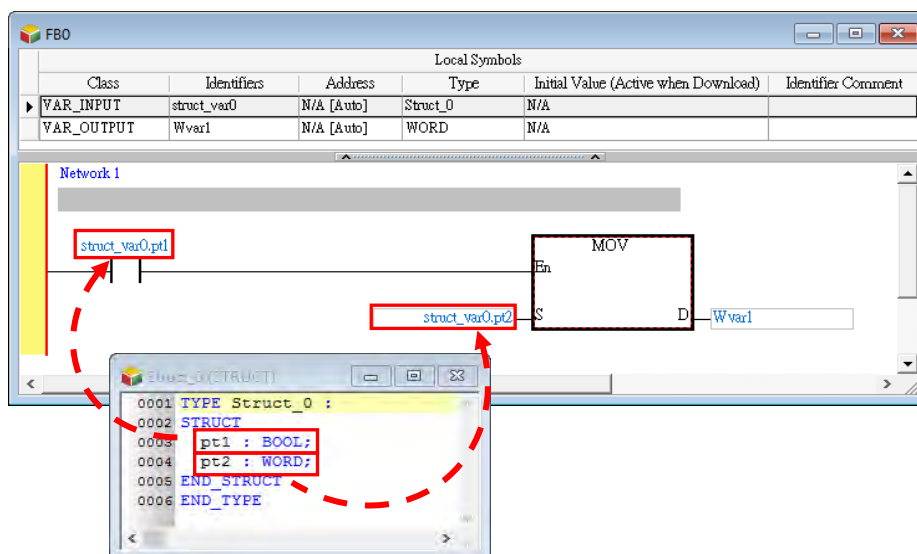 FB0
Local Symbols
Class Identifiers Address Type Initial Value (Active when Download) Identifier Comment
VAR_INPUT struct_var0 N/A [Auto] Struct_0 N/A
VAR_OUTPUT Wvar1 N/A [Auto] WORD N/A
Network 1
struct_var0.pt1
MOV
En
struct_var0.pt2 S D Wvar1
Struct_0 (STRUCT)
0001 TYPE Struct_0 :
0002 STRUCT
0003 pt1 : BOOL;
0004 pt2 : WORD;
0005 END_STRUCT
0006 END_TYPE